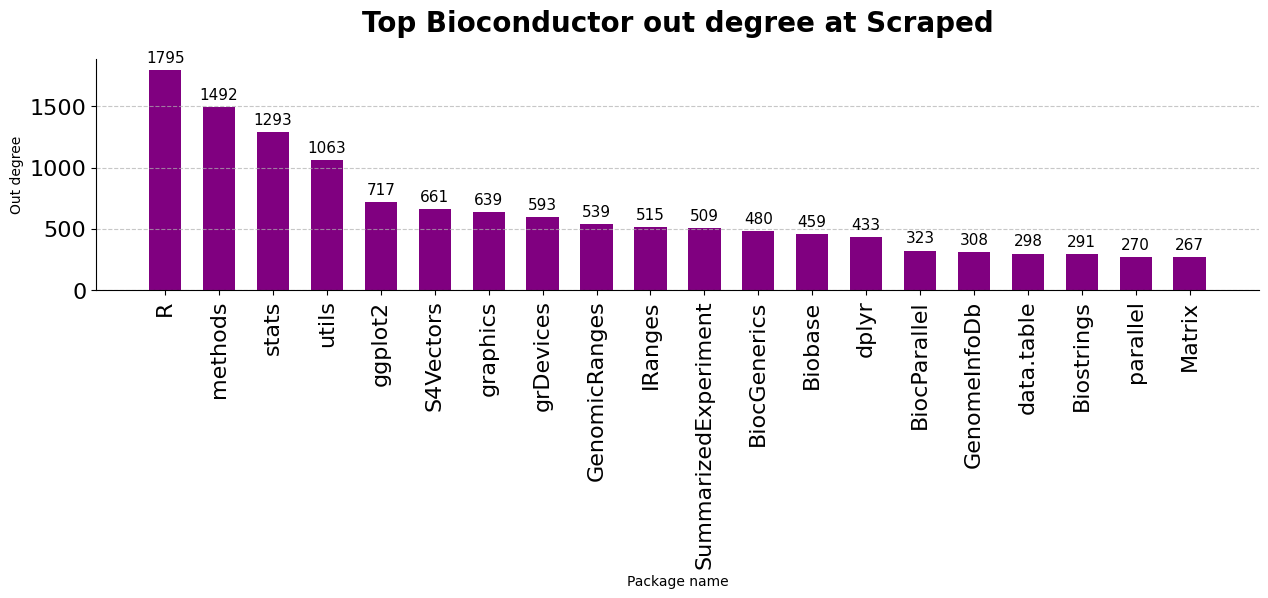 Top Bioconductor out degree at Scraped
Out degree
1500
1000
500
0
1795
1492
1293
1063
717
661
639
593
539
515
509
480
459
433
323
308
298
291
270
267
R
methods
stats
utils
ggplot2
S4Vectors
graphics
grDevices
GenomicRanges
IRanges
SummarizedExperiment
BiocGenerics
Biobase
dplyr
BiocParallel
GenomeInfoDb
data.table
Biostrings
parallel
Matrix
Package name